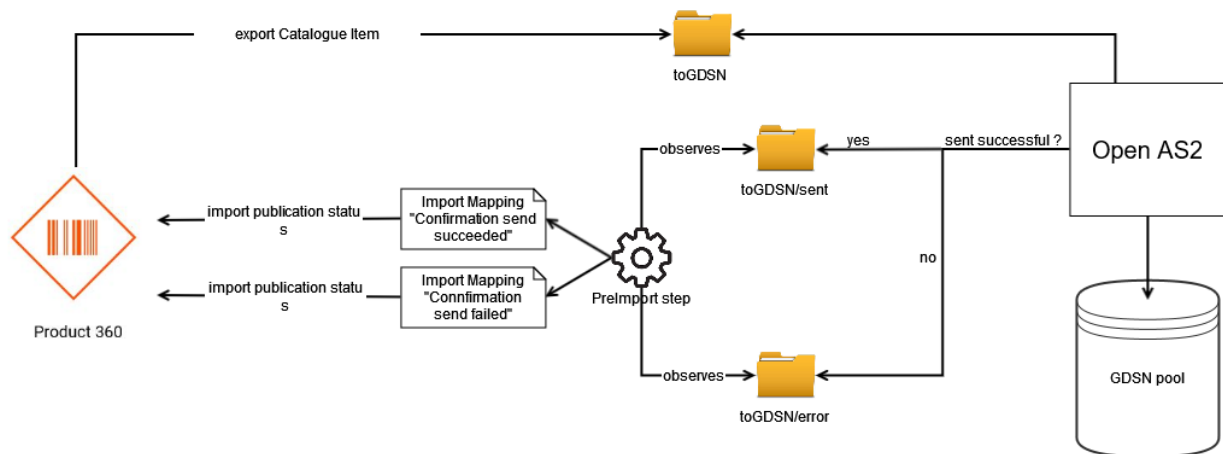 export Catalogue Item
toGDSN
observes
yes
sent successful ?
Open AS2
toGDSN/sent
import publication statu
s
Import Mapping
"Confirmation send
succeeded"
no
import publication statu
s
Import Mapping
"Connfirmation
send failed"
PreImport step
Product 360
observes
toGDSN/error
GDSN pool